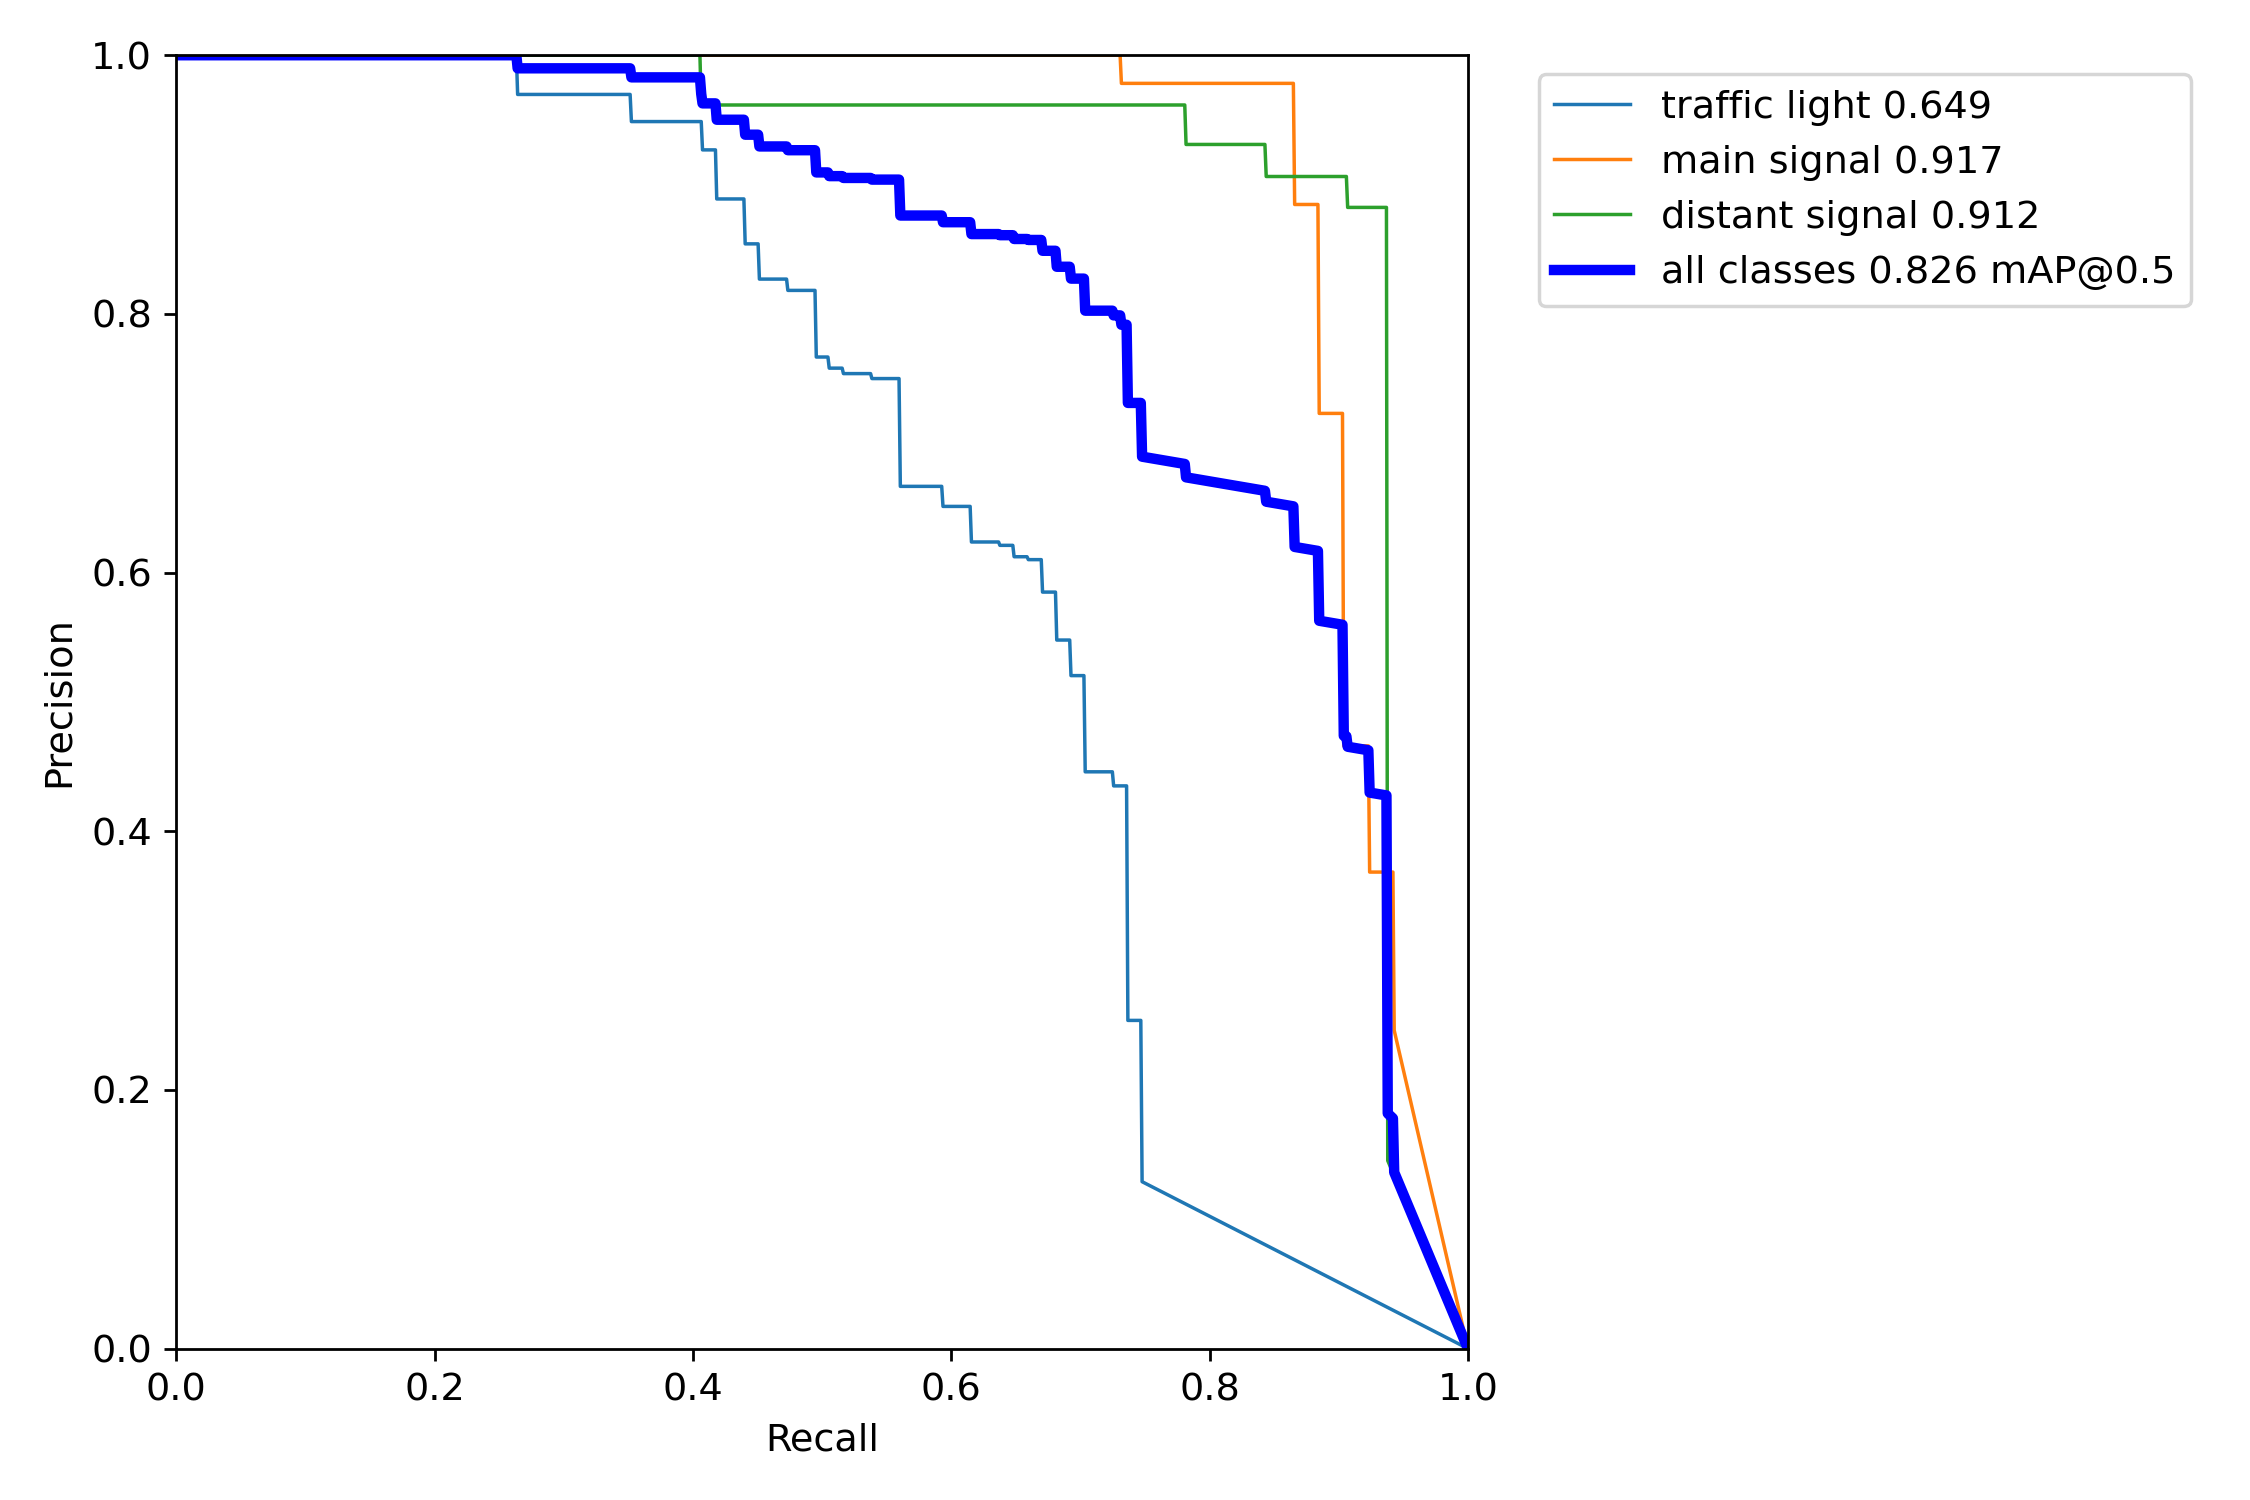 1.0
0.8
0.6
0.4
0.2
0.0
Precision
0.0 0.2 0.4 0.6 0.8 1.0
Recall
traffic light 0.649
main signal 0.917
distant signal 0.912
all classes 0.826 mAP@0.5